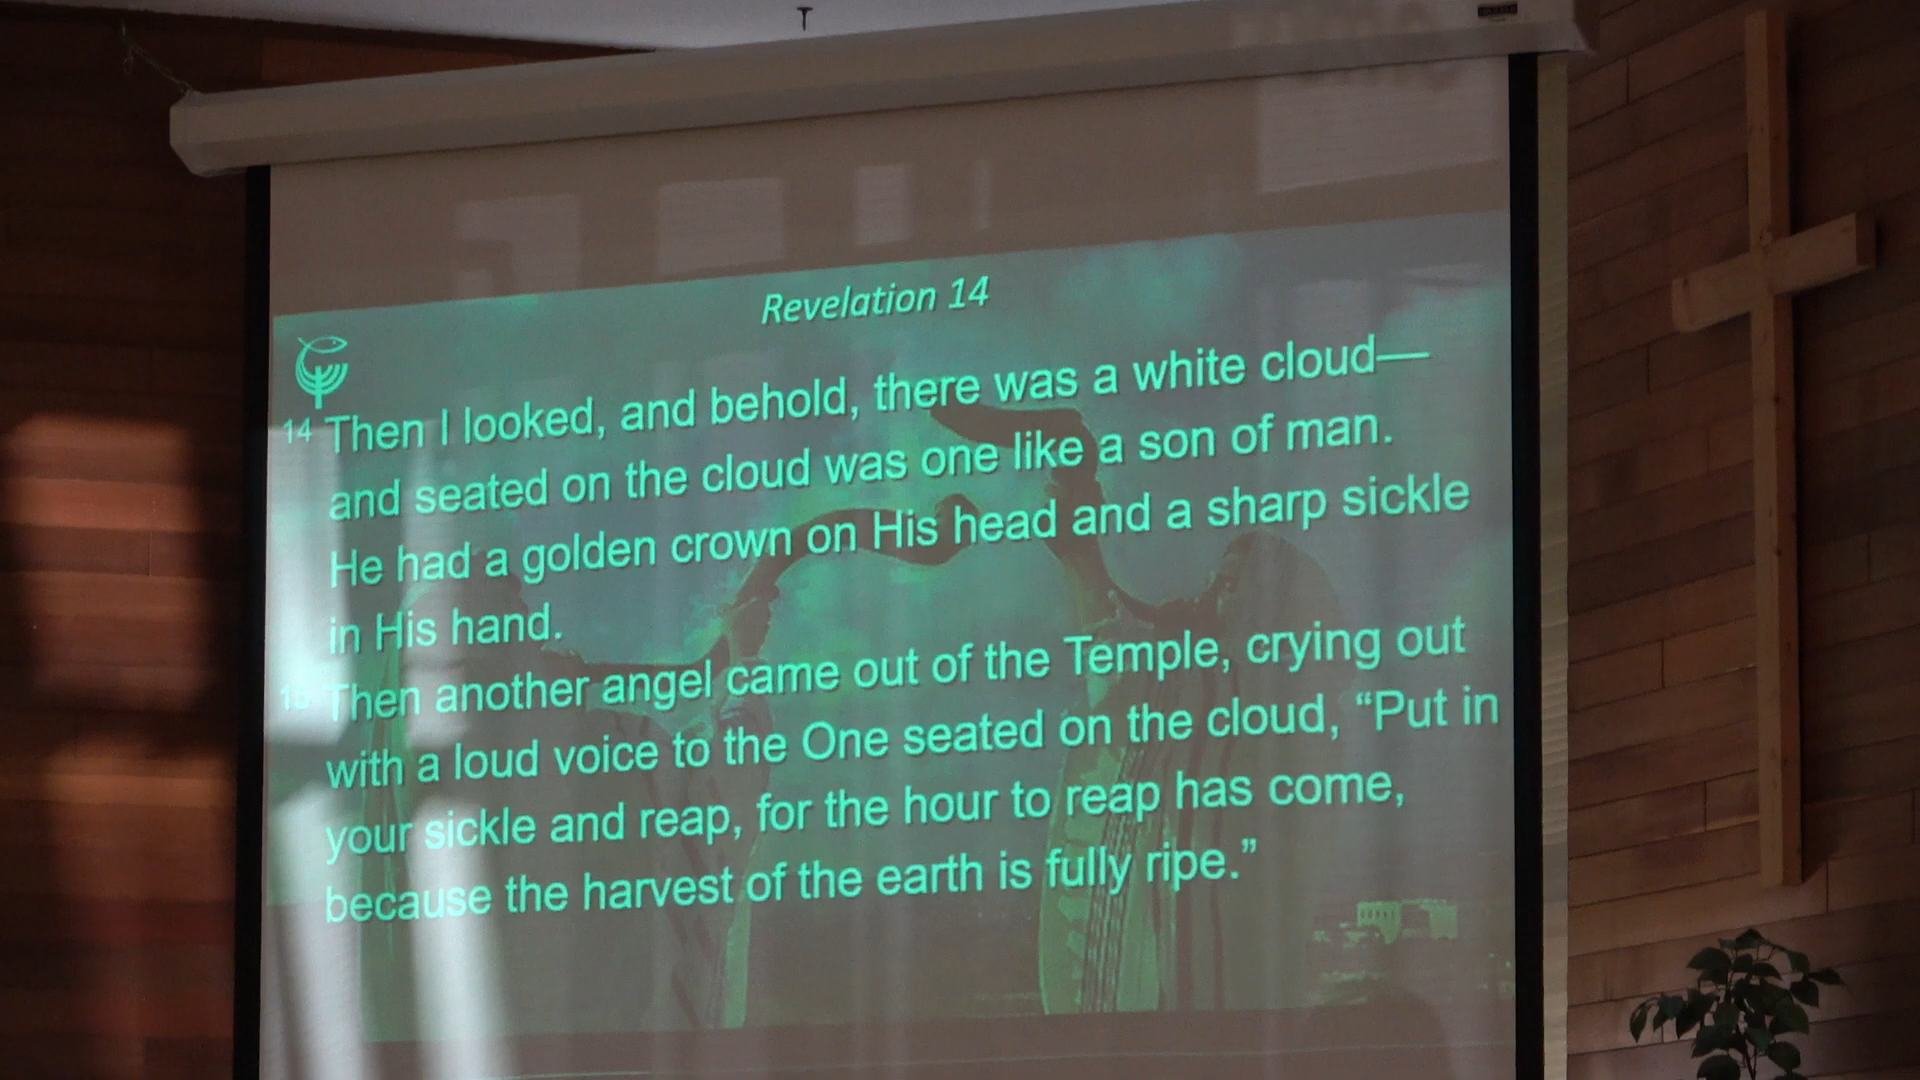 Revelation 14
14 Then I looked, and behold, there was a white cloud—
and seated on the cloud was one like a son of man.
He had a golden crown on His head and a sharp sickle
in His hand.
15 Then another angel came out of the Temple, crying out
with a loud voice to the One seated on the cloud, “Put in
your sickle and reap, for the hour to reap has come,
because the harvest of the earth is fully ripe.”